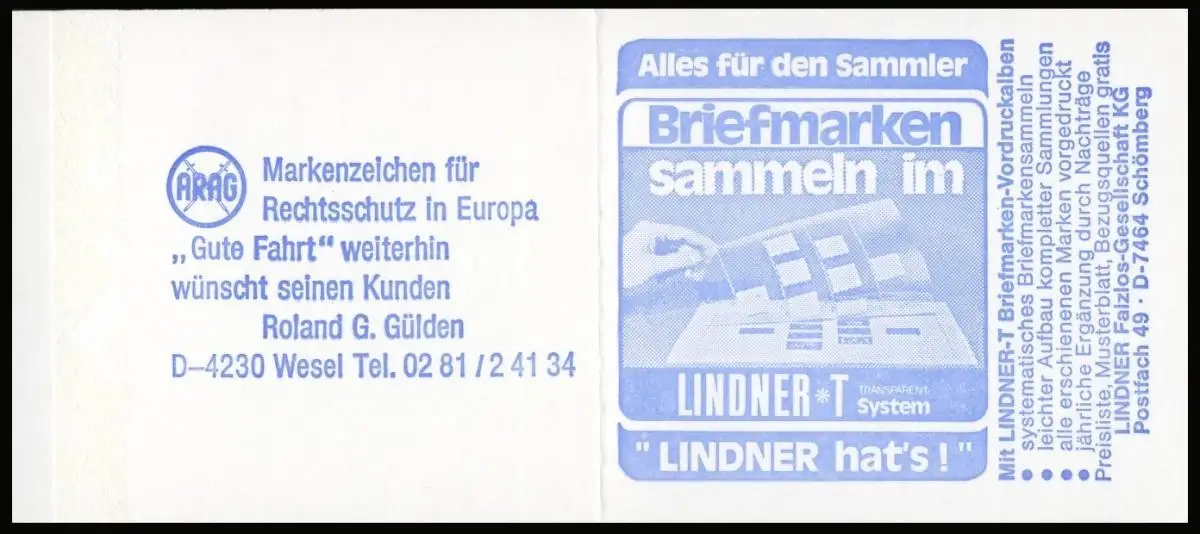 ARAG
Markenzeichen für
Rechtsschutz in Europa
„Gute Fahrt“ weiterhin
wünscht seinen Kunden
Roland G. Gülden
D–4230 Wesel Tel. 02 81 / 2 41 34
Alles für den Sammler
Briefmarken
sammeln im
LINDNER*T TRANSPARENT-
System
"LINDNER hat's!"
Mit LINDNER-T Briefmarken-Vordruckalben
● systematisches Briefmarkensammeln
● leichter Aufbau kompletter Sammlungen
● alle erschienenen Marken vorgedruckt
● jährliche Ergänzung durch Nachträge
Preisliste, Musterblatt, Bezugsquellen gratis
LINDNER Falzlos-Gesellschaft KG
Postfach 49 · D-7464 Schömberg